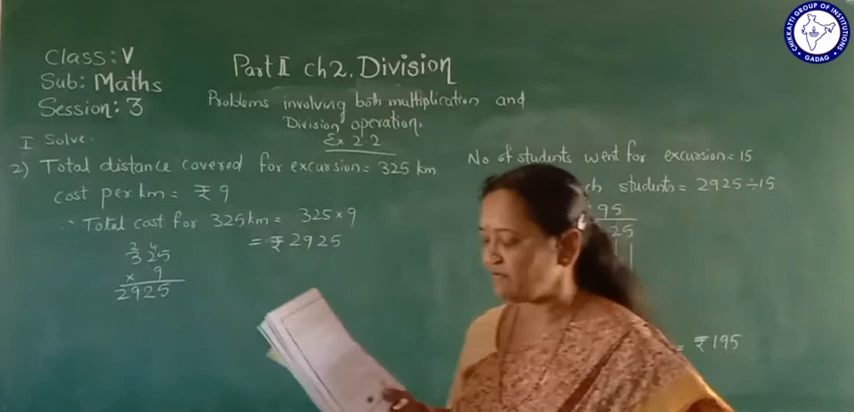 CHIKKATTI GROUP OF INSTITUTIONS
GADAG
Class: V
Sub: Maths
Session: 3
Part II ch 2. Division
Problems involving both multiplication and
Division operation.
Ex 2.2
I Solve.
2) Total distance covered for excursion = 325 km
cost per km = ₹ 9
∴ Total cost for 325km = 325 × 9
= ₹ 2925
2 4
325
× 9
2925
No of students went for excursion = 15
students = 2925 ÷ 15
95
25
= ₹ 195